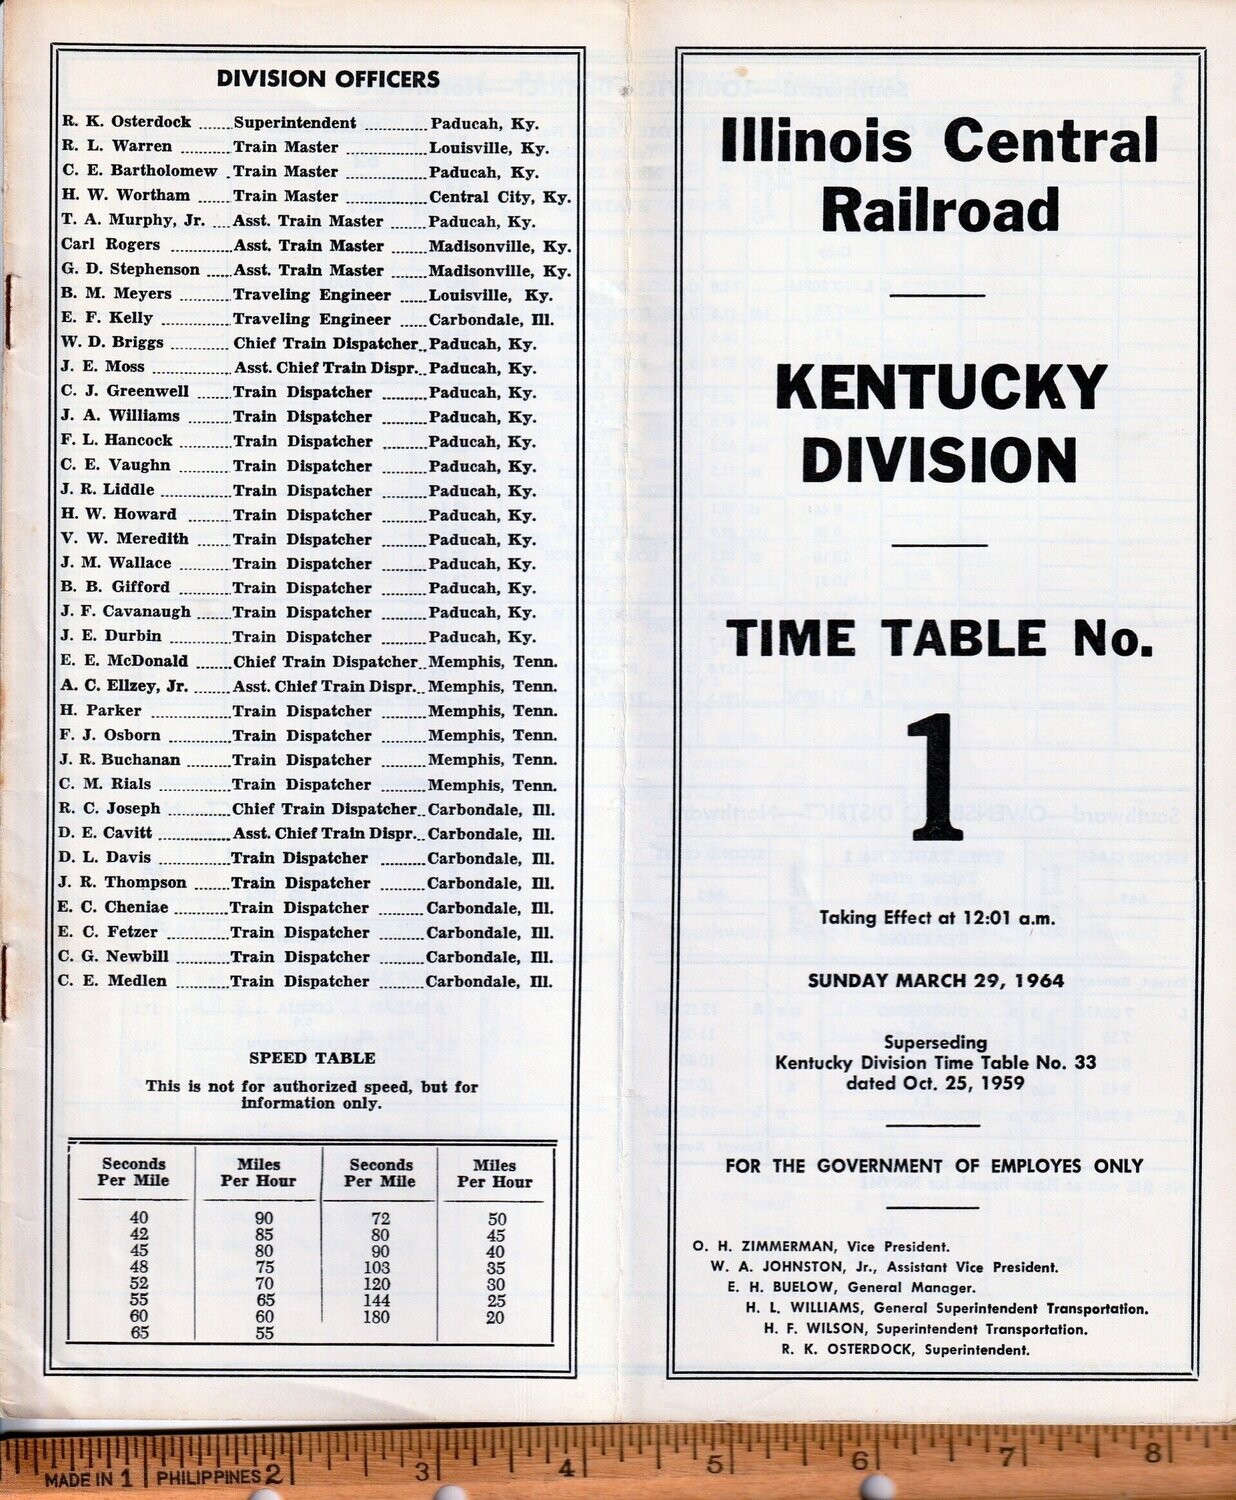 DIVISION OFFICERS
R. K. Osterdock ......Superintendent ............Paducah, Ky.
R. L. Warren .........Train Master ...............Louisville, Ky.
C. E. Bartholomew .Train Master ...............Paducah, Ky.
H. W. Wortham ......Train Master ...............Central City, Ky.
T. A. Murphy, Jr. ...Asst. Train Master ......Paducah, Ky.
Carl Rogers ...........Asst. Train Master ......Madisonville, Ky.
G. D. Stephenson ....Asst. Train Master ......Madisonville, Ky.
B. M. Meyers .........Traveling Engineer .....Louisville, Ky.
E. F. Kelly .............Traveling Engineer .....Carbondale, Ill.
W. D. Briggs ..........Chief Train Dispatcher..Paducah, Ky.
J. E. Moss .............Asst. Chief Train Dispr...Paducah, Ky.
C. J. Greenwell ......Train Dispatcher .........Paducah, Ky.
J. A. Williams ........Train Dispatcher .........Paducah, Ky.
F. L. Hancock .........Train Dispatcher .........Paducah, Ky.
C. E. Vaughn ..........Train Dispatcher .........Paducah, Ky.
J. R. Liddle ............Train Dispatcher .........Paducah, Ky.
H. W. Howard ........Train Dispatcher .........Paducah, Ky.
V. W. Meredith ......Train Dispatcher .........Paducah, Ky.
J. M. Wallace .........Train Dispatcher .........Paducah, Ky.
B. B. Gifford ..........Train Dispatcher .........Paducah, Ky.
J. F. Cavanaugh ......Train Dispatcher .........Paducah, Ky.
J. E. Durbin ...........Train Dispatcher .........Paducah, Ky.
E. E. McDonald .......Chief Train Dispatcher..Memphis, Tenn.
A. C. Ellzey, Jr. .......Asst. Chief Train Dispr...Memphis, Tenn.
H. Parker ..............Train Dispatcher .........Memphis, Tenn.
F. J. Osborn ...........Train Dispatcher .........Memphis, Tenn.
J. R. Buchanan ........Train Dispatcher .........Memphis, Tenn.
C. M. Rials .............Train Dispatcher .........Memphis, Tenn.
R. C. Joseph ...........Chief Train Dispatcher..Carbondale, Ill.
D. E. Cavitt ............Asst. Chief Train Dispr...Carbondale, Ill.
D. L. Davis .............Train Dispatcher .........Carbondale, Ill.
J. R. Thompson .......Train Dispatcher .........Carbondale, Ill.
E. C. Cheniae ...........Train Dispatcher .........Carbondale, Ill.
E. C. Fetzer .............Train Dispatcher .........Carbondale, Ill.
C. G. Newbill ...........Train Dispatcher .........Carbondale, Ill.
C. E. Medlen ............Train Dispatcher .........Carbondale, Ill.
SPEED TABLE
This is not for authorized speed, but for
information only.
Seconds Miles Seconds Miles
Per Mile Per Hour Per Mile Per Hour
40 90 72 50
42 85 80 45
45 80 90 40
48 75 103 35
52 70 120 30
55 65 144 25
60 60 180 20
65 55
Illinois Central
Railroad
KENTUCKY
DIVISION
TIME TABLE No.
1
Taking Effect at 12:01 a.m.
SUNDAY MARCH 29, 1964
Superseding
Kentucky Division Time Table No. 33
dated Oct. 25, 1959
FOR THE GOVERNMENT OF EMPLOYES ONLY
O. H. ZIMMERMAN, Vice President.
W. A. JOHNSTON, Jr., Assistant Vice President.
E. H. BUELOW, General Manager.
H. L. WILLIAMS, General Superintendent Transportation.
H. F. WILSON, Superintendent Transportation.
R. K. OSTERDOCK, Superintendent.
MADE IN 1 PHILIPPINES 2 3 4 5 6 7 8